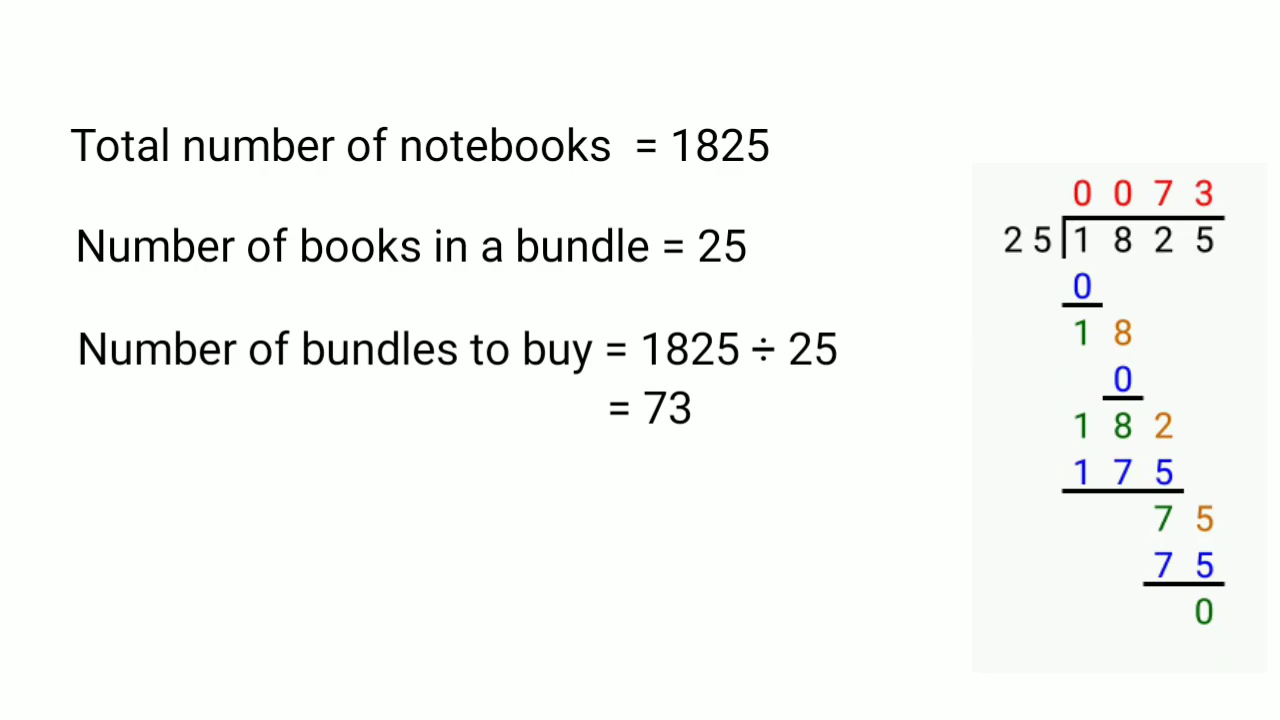 Total number of notebooks = 1825
Number of books in a bundle = 25
Number of bundles to buy = 1825 ÷ 25
= 73
0 0 7 3
2 5 1 8 2 5
0
1 8
0
1 8 2
1 7 5
7 5
7 5
0